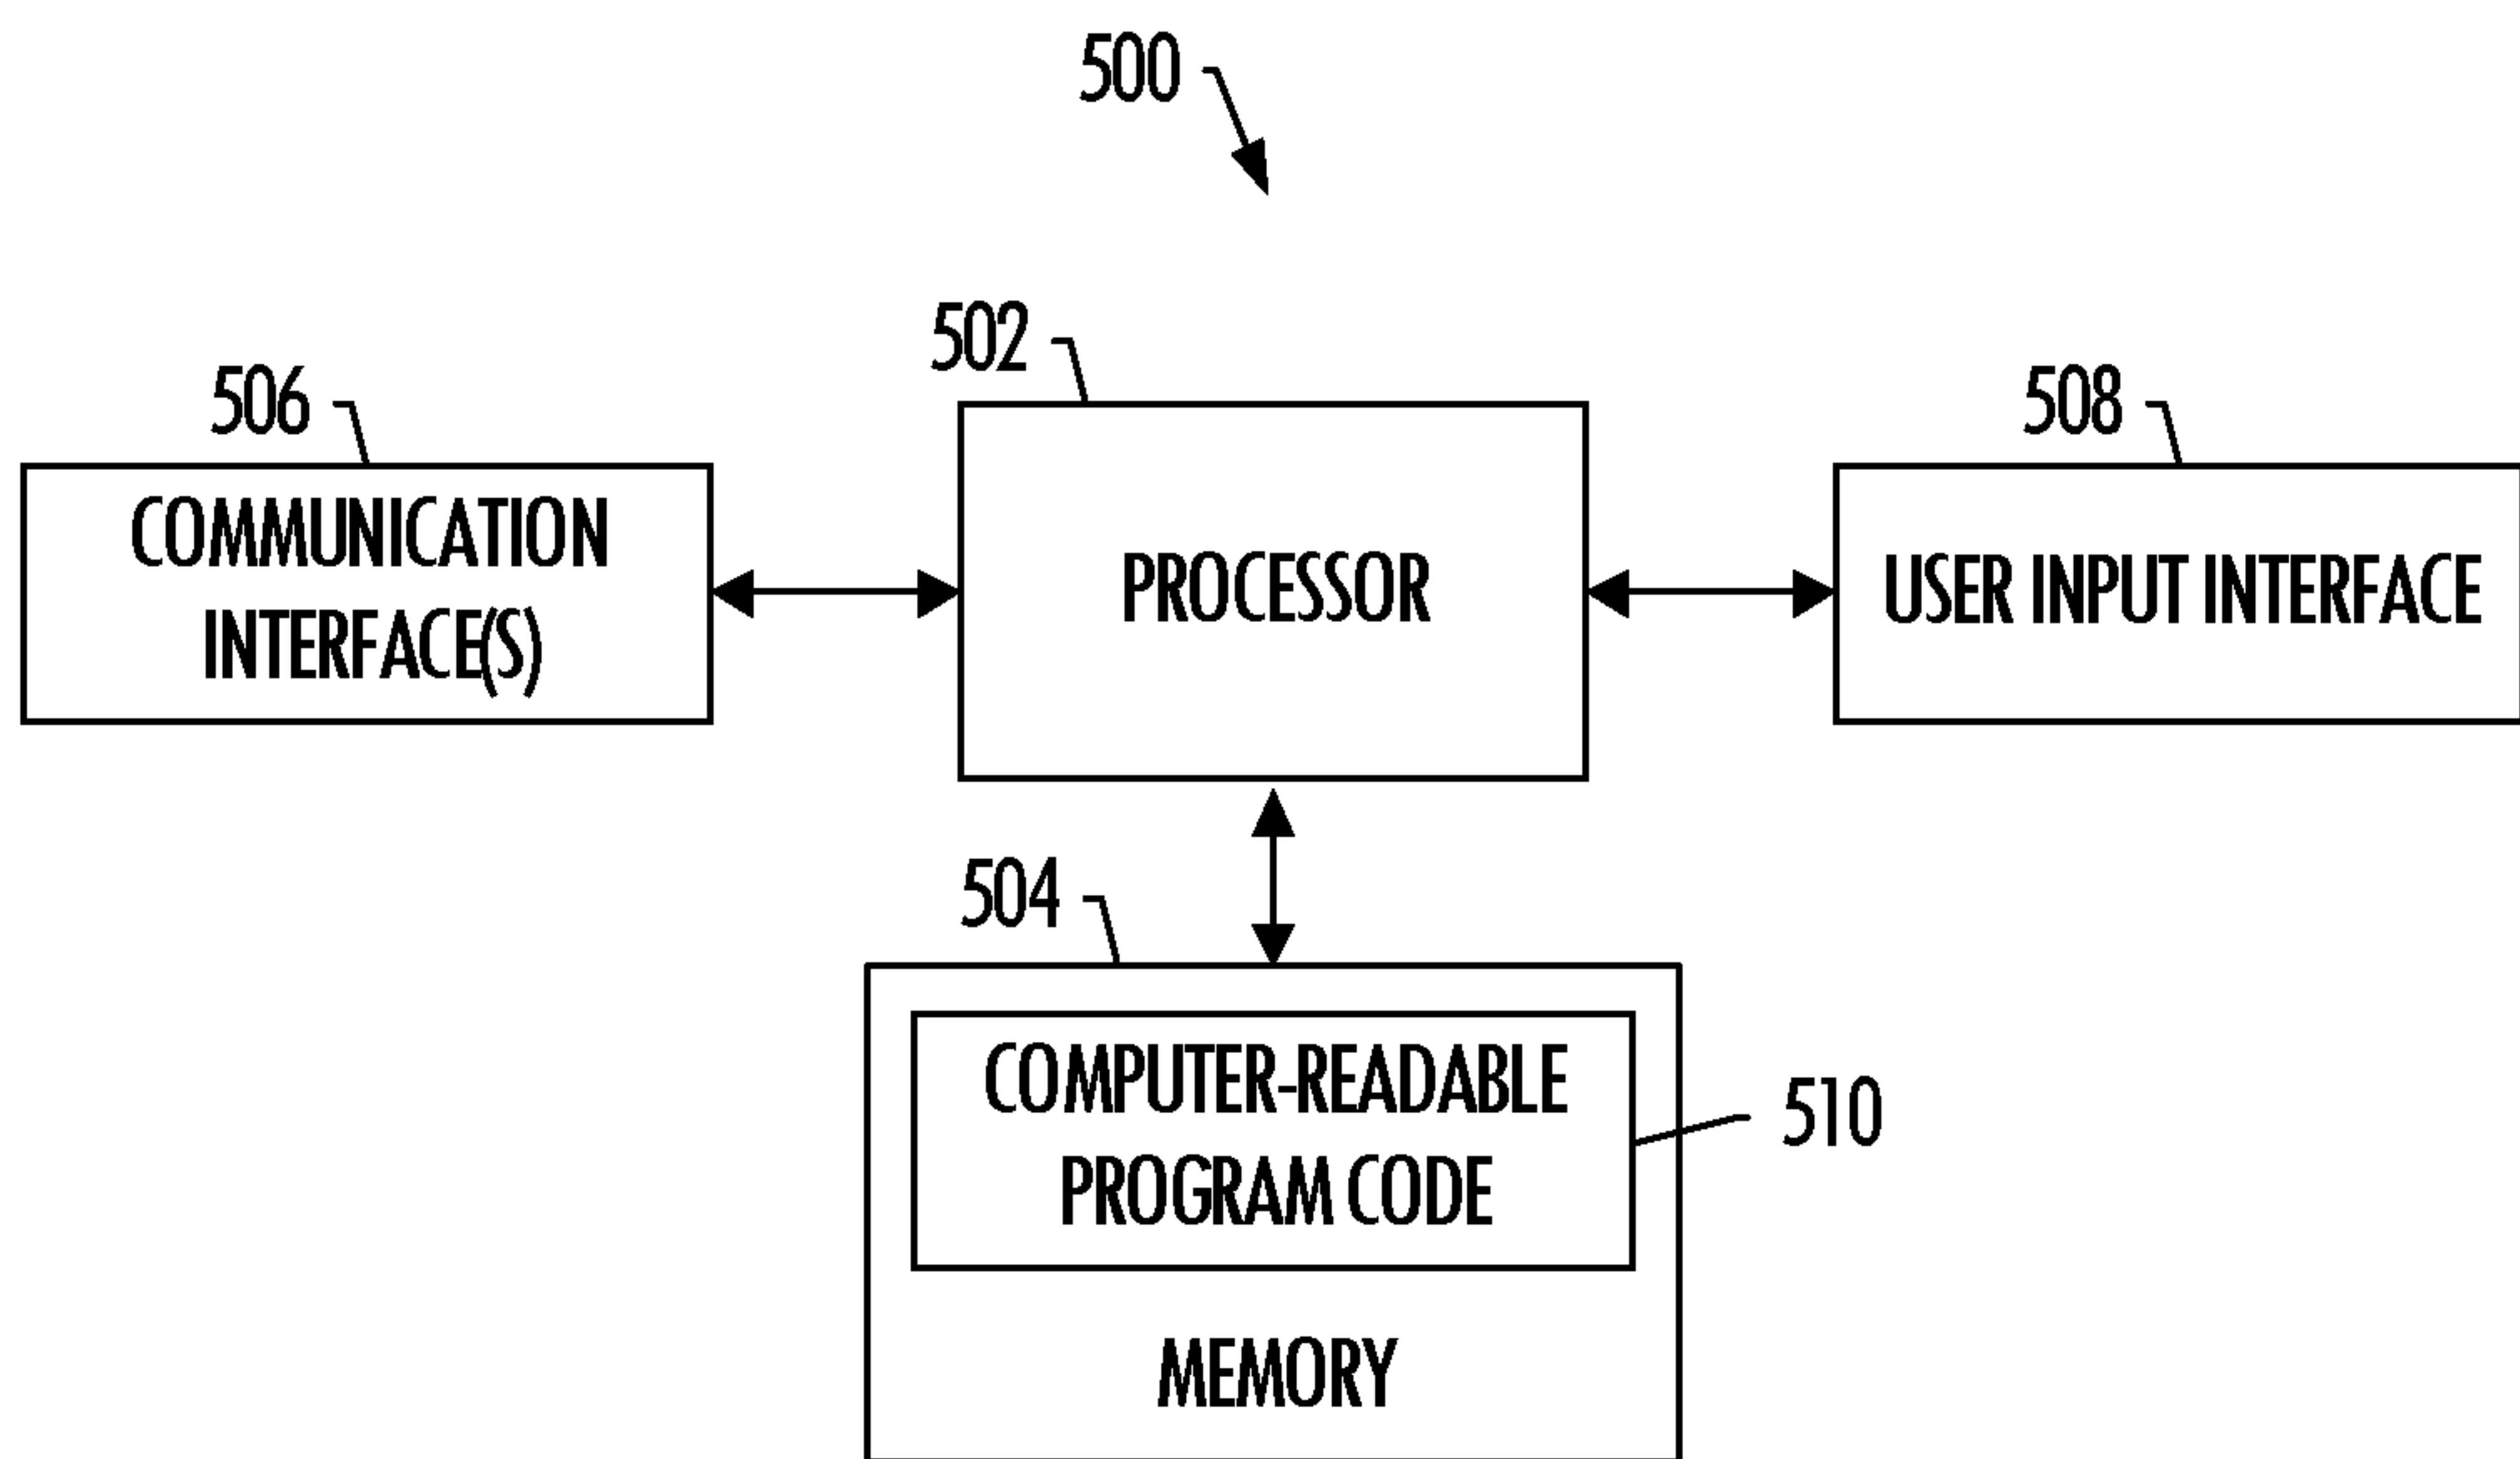 500
502
506
508
COMMUNICATION
INTERFACE(S)
PROCESSOR
USER INPUT INTERFACE
504
COMPUTER-READABLE
PROGRAM CODE
510
MEMORY